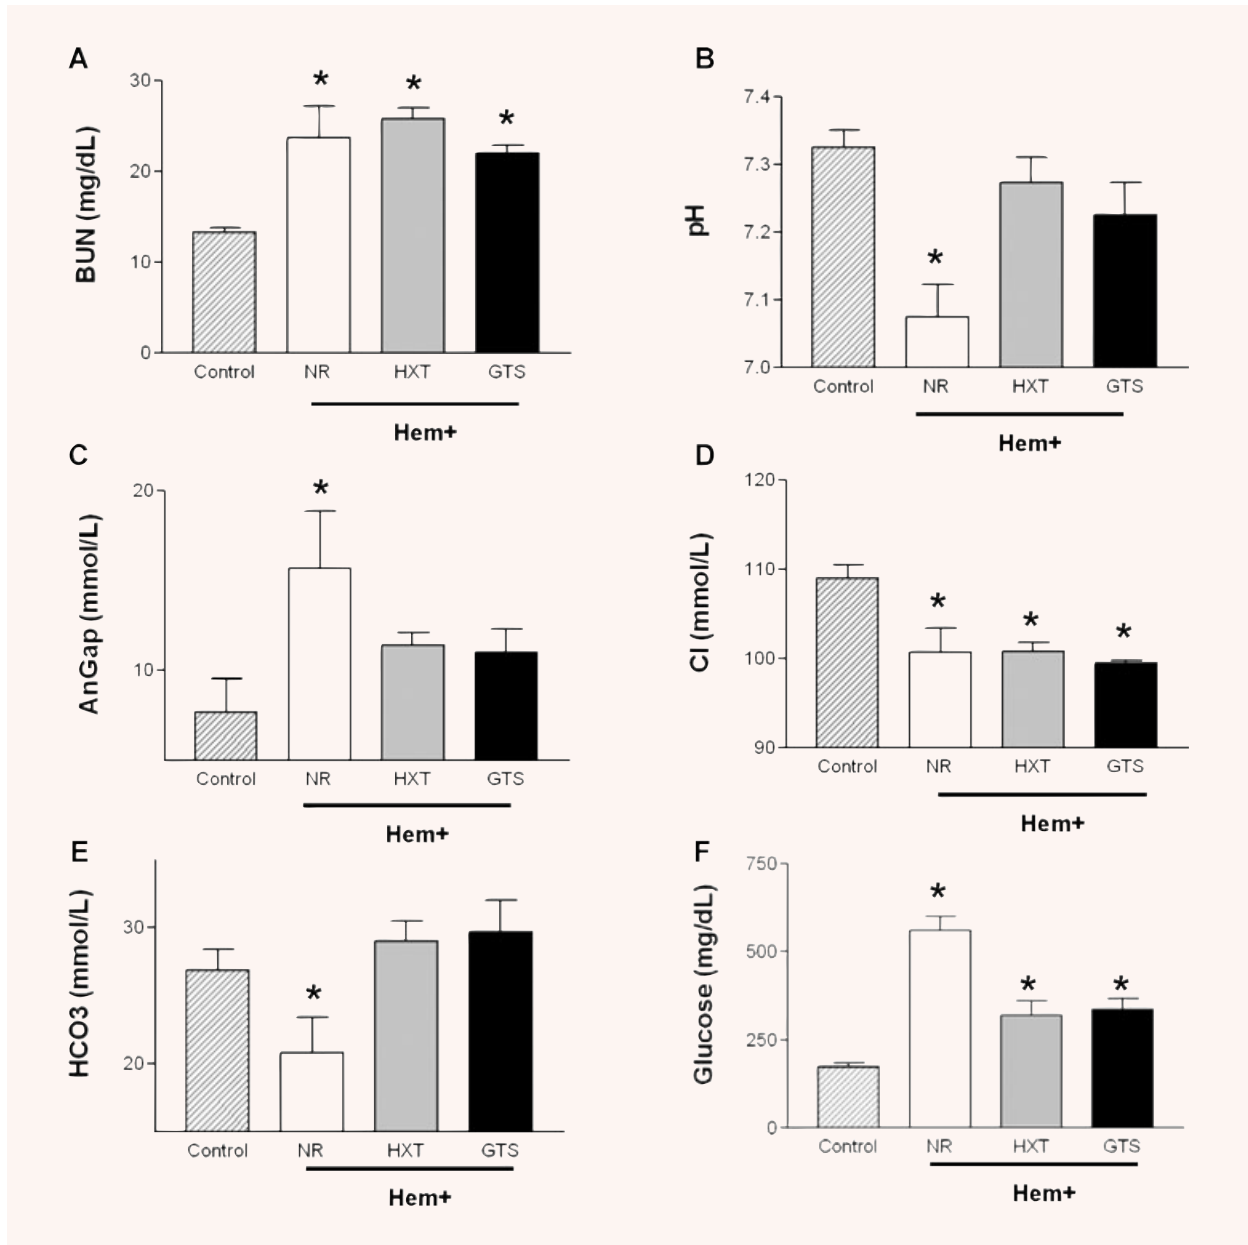 A
BUN (mg/dL)
30
20
10
0
*
*
*
Control NR HXT GTS
Hem+
B
pH
7.4
7.3
7.2
7.1
7.0
*
Control NR HXT GTS
Hem+
C
AnGap (mmol/L)
20
10
*
Control NR HXT GTS
Hem+
D
Cl (mmol/L)
120
110
100
90
*
*
*
Control NR HXT GTS
Hem+
E
HCO3 (mmol/L)
30
20
*
Control NR HXT GTS
Hem+
F
Glucose (mg/dL)
750
500
250
0
*
*
*
Control NR HXT GTS
Hem+